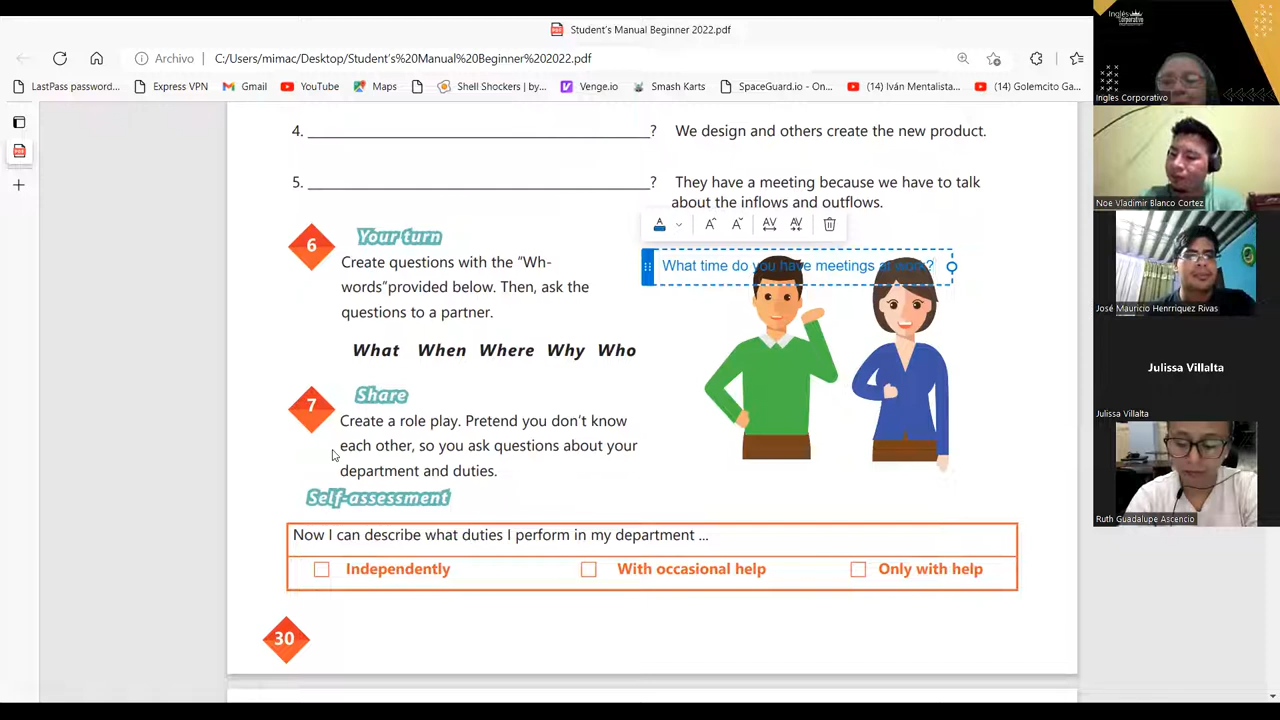 Student's Manual Beginner 2022.pdf
Archivo
C:/Users/mimac/Desktop/Student's%20Manual%20Beginner%202022.pdf
LastPass password...
Express VPN
Gmail
YouTube
Maps
Shell Shockers | by...
Venge.io
Smash Karts
SpaceGuard.io - On...
(14) Iván Mentalista...
(14) Golemcito Ga...
4. ? We design and others create the new product.
5. ? They have a meeting because we have to talk
about the inflows and outflows.
What time do you have meetings at work?
6 Your turn
Create questions with the "Wh-
words"provided below. Then, ask the
questions to a partner.
What When Where Why Who
7 Share
Create a role play. Pretend you don't know
each other, so you ask questions about your
department and duties.
Self-assessment
Now I can describe what duties I perform in my department ...
Independently
With occasional help
Only with help
30
Inglés
Corporativo
Inglés Corporativo
Noe Vladimir Blanco Cortez
José Mauricio Henrriquez Rivas
Julissa Villalta
Julissa Villalta
Ruth Guadalupe Ascencio